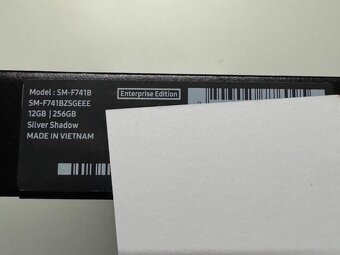 Model : SM-F741B
Enterprise Edition
SM-F741BZSGEEE
12GB | 256GB
Silver Shadow
MADE IN VIETNAM